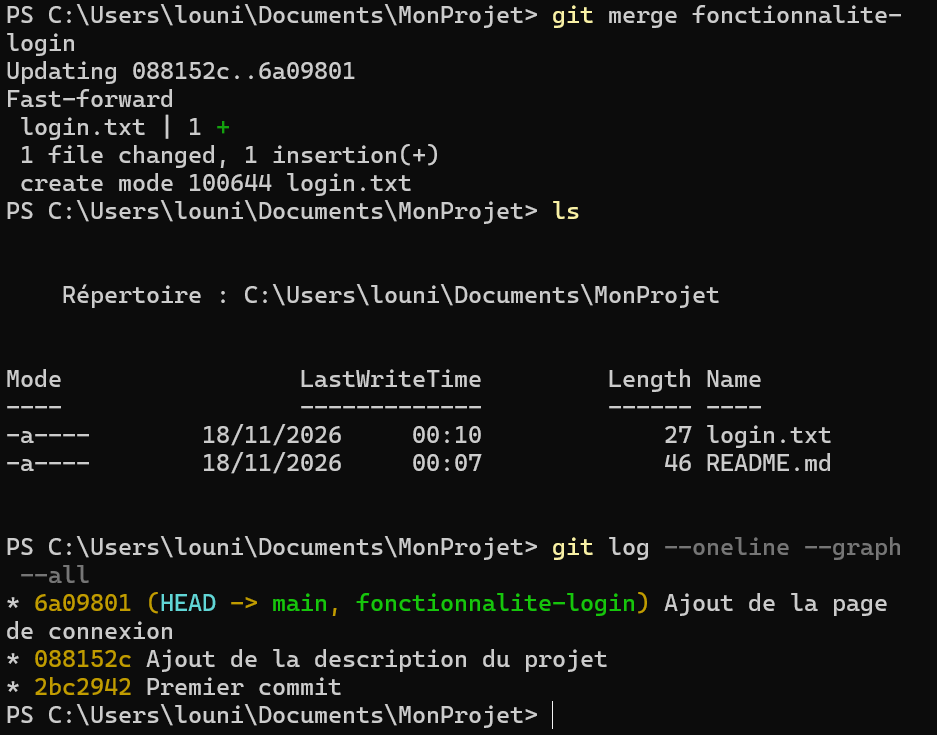 PS C:\Users\louni\Documents\MonProjet> git merge fonctionnalite-
login
Updating 088152c..6a09801
Fast-forward
 login.txt | 1 +
 1 file changed, 1 insertion(+)
 create mode 100644 login.txt
PS C:\Users\louni\Documents\MonProjet> ls
    Répertoire : C:\Users\louni\Documents\MonProjet
Mode                 LastWriteTime         Length Name
----                 -------------         ------ ----
-a----        18/11/2026     00:10             27 login.txt
-a----        18/11/2026     00:07             46 README.md
PS C:\Users\louni\Documents\MonProjet> git log --oneline --graph
 --all
* 6a09801 (HEAD -> main, fonctionnalite-login) Ajout de la page
de connexion
* 088152c Ajout de la description du projet
* 2bc2942 Premier commit
PS C:\Users\louni\Documents\MonProjet>